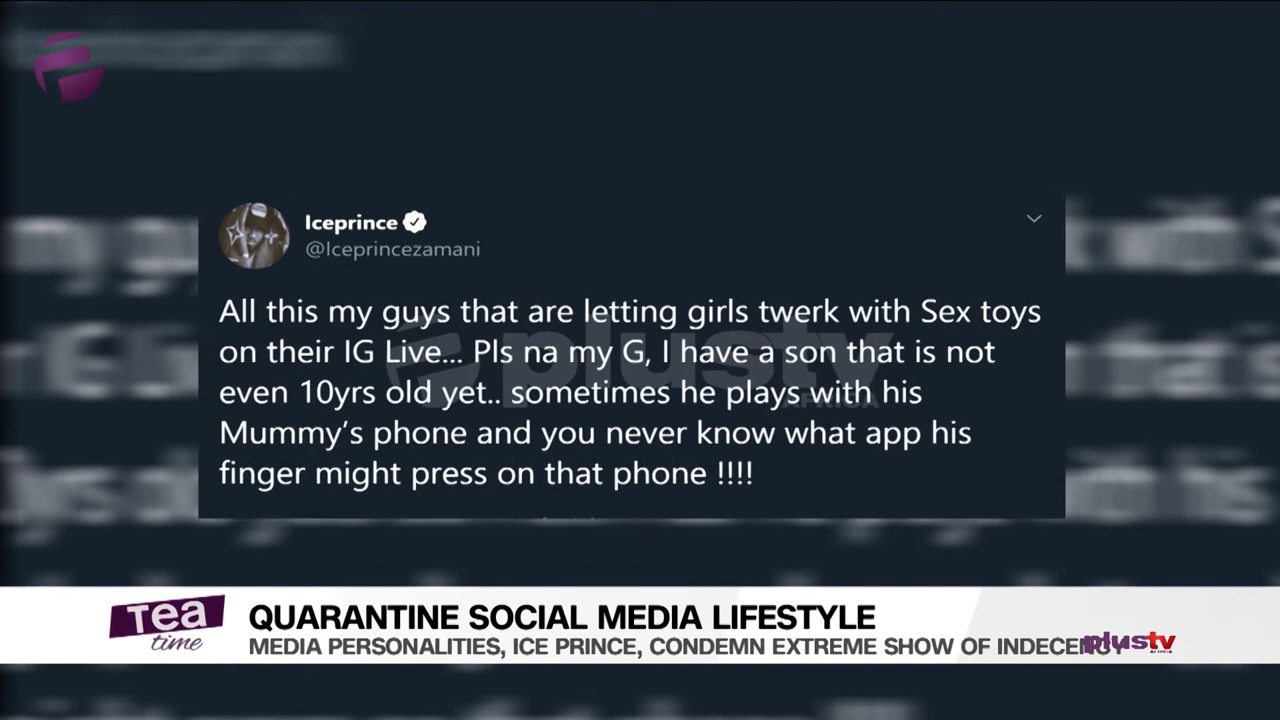 Iceprince
@Iceprincezamani
All this my guys that are letting girls twerk with Sex toys
on their IG Live... Pls na my G, I have a son that is not
even 10yrs old yet.. sometimes he plays with his
Mummy's phone and you never know what app his
finger might press on that phone !!!!
plustv
AFRICA
Tea
time
QUARANTINE SOCIAL MEDIA LIFESTYLE
MEDIA PERSONALITIES, ICE PRINCE, CONDEMN EXTREME SHOW OF INDECENCY
plustv